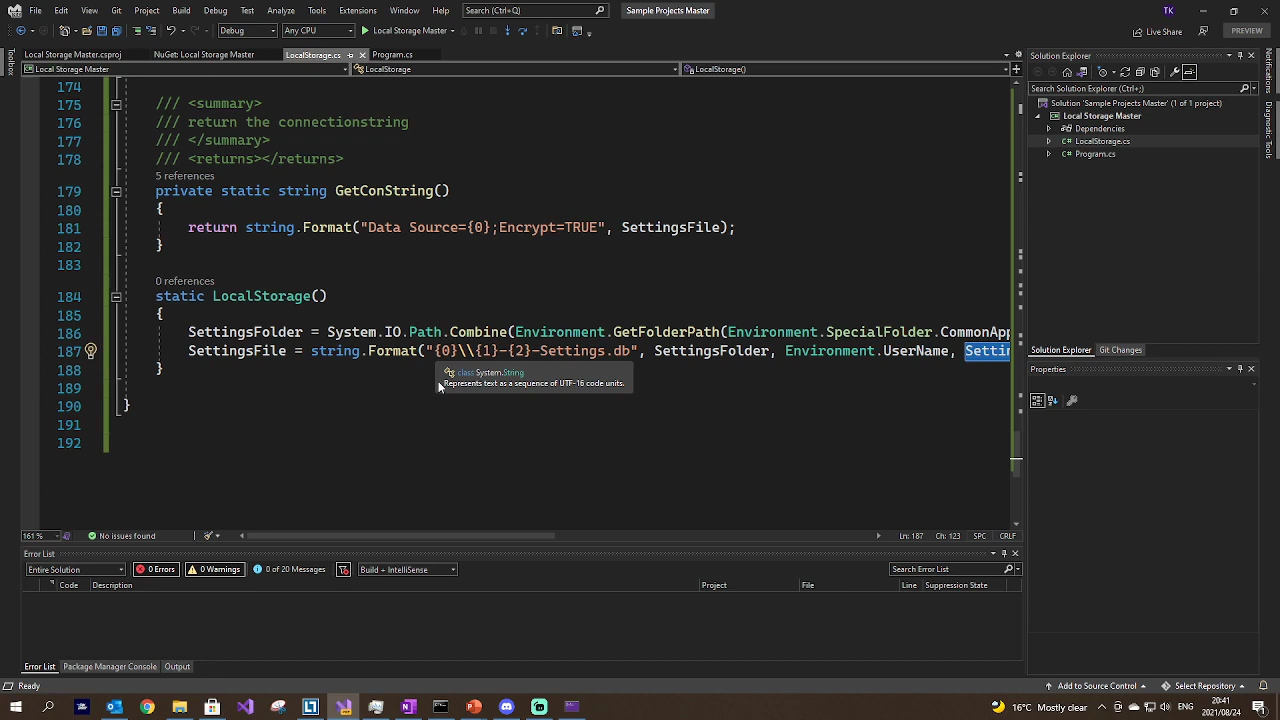 File Edit View Git Project Build Debug Test Analyze Tools Extensions Window Help Search (Ctrl+Q) Sample Projects Master TK
Debug Any CPU Local Storage Master Live Share PREVIEW
Local Storage Master.csproj NuGet: Local Storage Master LocalStorage.cs Program.cs
Local Storage Master LocalStorage LocalStorage()
174
175 /// <summary>
176 /// return the connectionstring
177 /// </summary>
178 /// <returns></returns>
5 references
179 private static string GetConString()
180 {
181 return string.Format("Data Source={0};Encrypt=TRUE", SettingsFile);
182 }
183
0 references
184 static LocalStorage()
185 {
186 SettingsFolder = System.IO.Path.Combine(Environment.GetFolderPath(Environment.SpecialFolder.CommonApp
187 SettingsFile = string.Format("{0}\\{1}-{2}-Settings.db", SettingsFolder, Environment.UserName, Settin
188 }
class System.String
Represents text as a sequence of UTF-16 code units.
189
190 }
191
192
161 % No issues found Ln: 187 Ch: 123 SPC CRLF
Error List
Entire Solution 0 Errors 0 Warnings 0 of 20 Messages Build + IntelliSense Search Error List
Code Description Project File Line Suppression State
Error List Package Manager Console Output
Toolbox
Solution Explorer
Search Solution Explorer (Ctrl+;)
Solution 'Sample Projects Master' (1 of 1 project)
Local Storage Master
Dependencies
C# LocalStorage.cs
C# Program.cs
Solution Explorer Git Changes
Properties
Notifications
Diagnostic Tools
Ready Add to Source Control Select Repository
16°C Mostly clear 20:41 2021/08/24